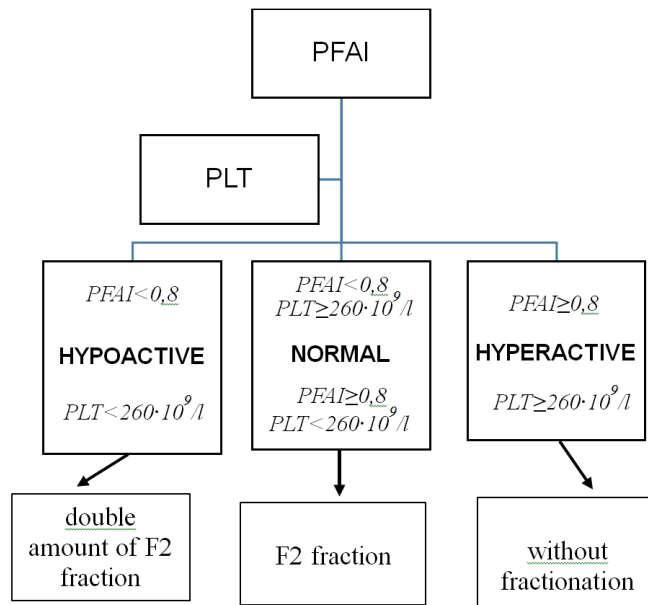 PFAI
PLT
PFAI<0,8
HYPOACTIVE
PLT<260·10⁹/l
PFAI<0,8
PLT≥260·10⁹/l
NORMAL
PFAI≥0,8
PLT<260·10⁹/l
PFAI≥0,8
HYPERACTIVE
PLT≥260·10⁹/l
double
amount of F2
fraction
F2 fraction
without
fractionation